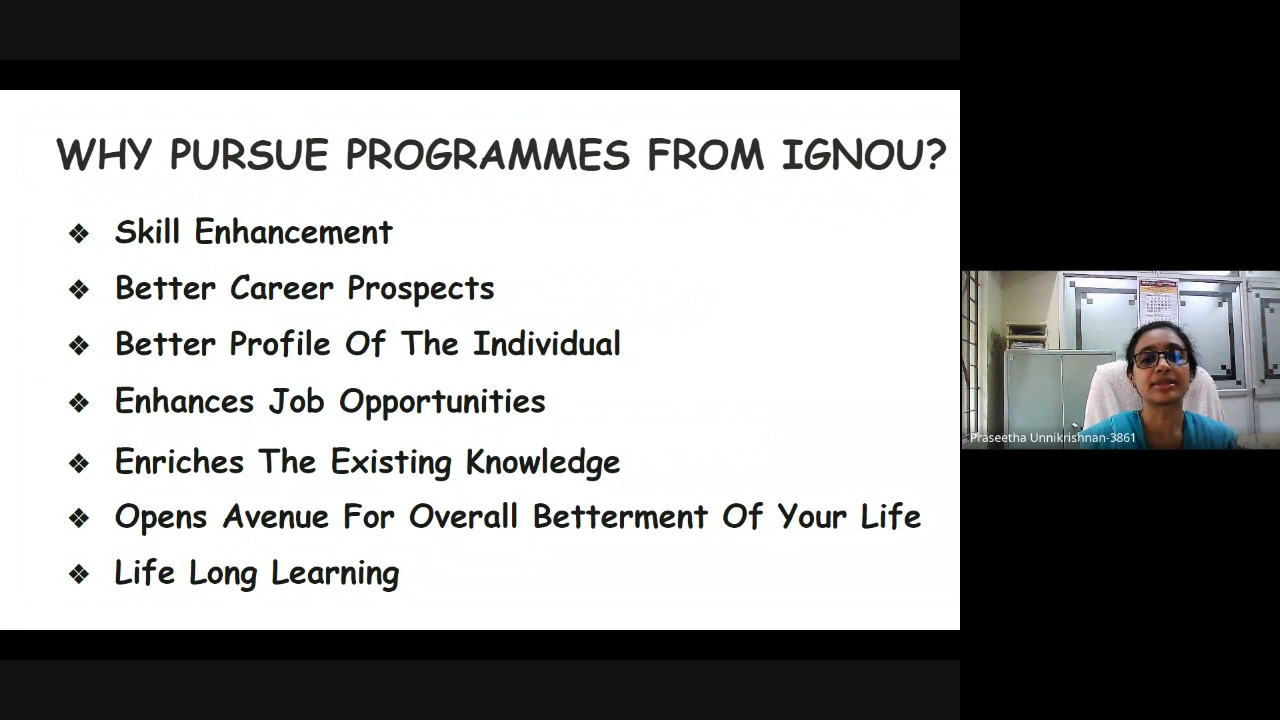 WHY PURSUE PROGRAMMES FROM IGNOU?
❖ Skill Enhancement
❖ Better Career Prospects
❖ Better Profile Of The Individual
❖ Enhances Job Opportunities
❖ Enriches The Existing Knowledge
❖ Opens Avenue For Overall Betterment Of Your Life
❖ Life Long Learning
Praseetha Unnikrishnan-3861